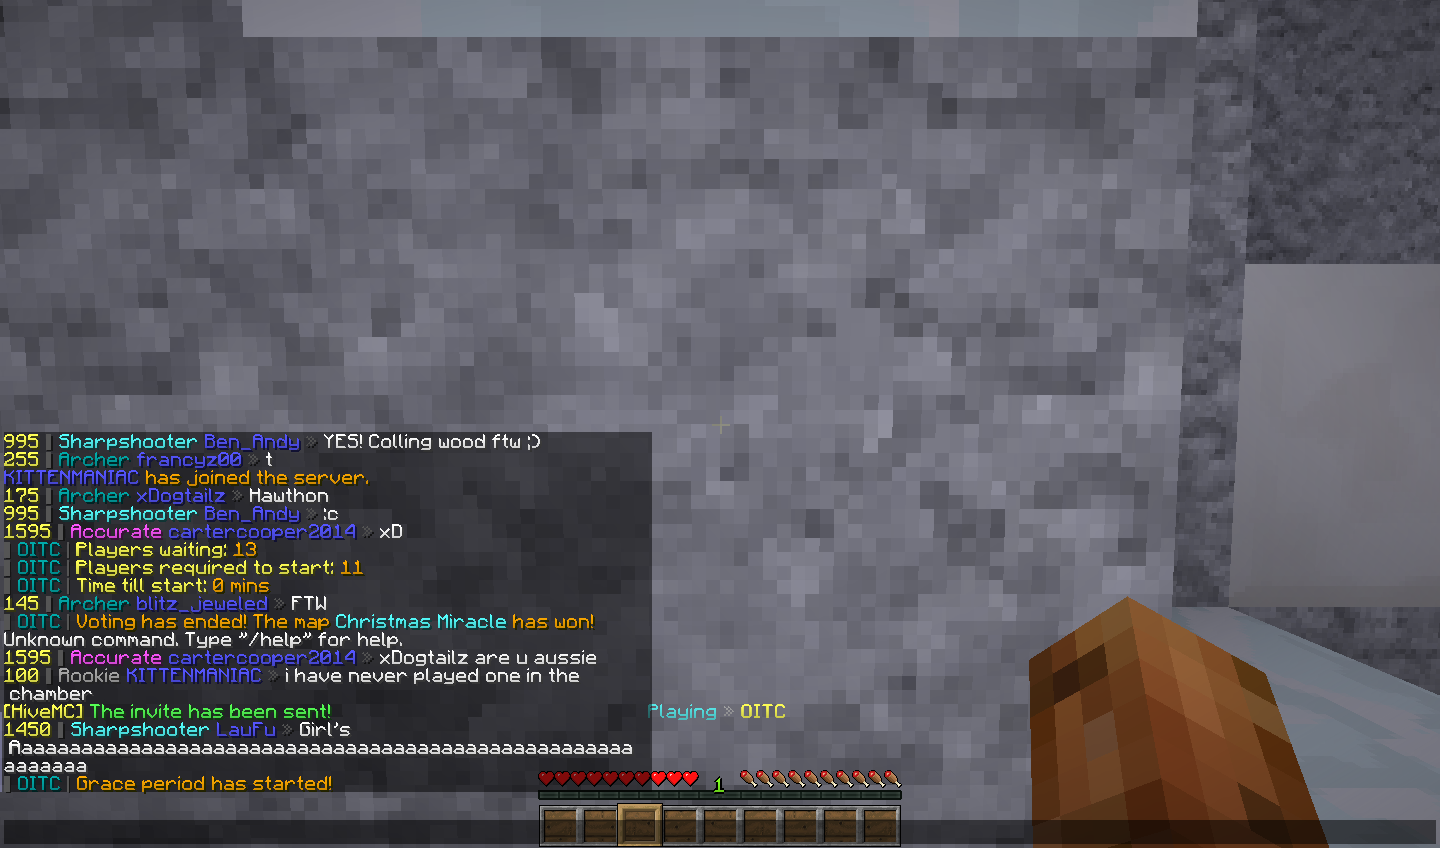 995 | Sharpshooter Ben_Andy » YES! Colling wood ftw ;)
255 | Archer francyz00 » t
KITTENMANIAC has joined the server.
175 | Archer xDogtailz » Hawthon
995 | Sharpshooter Ben_Andy » :c
1595 | Accurate cartercooper2014 » xD
| OITC | Players waiting: 13
| OITC | Players required to start: 11
| OITC | Time till start: 0 mins
145 | Archer blitz_jeweled » FTW
| OITC | Voting has ended! The map Christmas Miracle has won!
Unknown command. Type "/help" for help.
1595 | Accurate cartercooper2014 » xDogtailz are u aussie
100 | Rookie KITTENMANIAC » i have never played one in the
chamber
[HiveMC] The invite has been sent!
Playing » OITC
1450 | Sharpshooter LauFu » Girl's
Aaaaaaaaaaaaaaaaaaaaaaaaaaaaaaaaaaaaaaaaaaaaaaaaaaa
aaaaaaa
| OITC | Grace period has started!
1